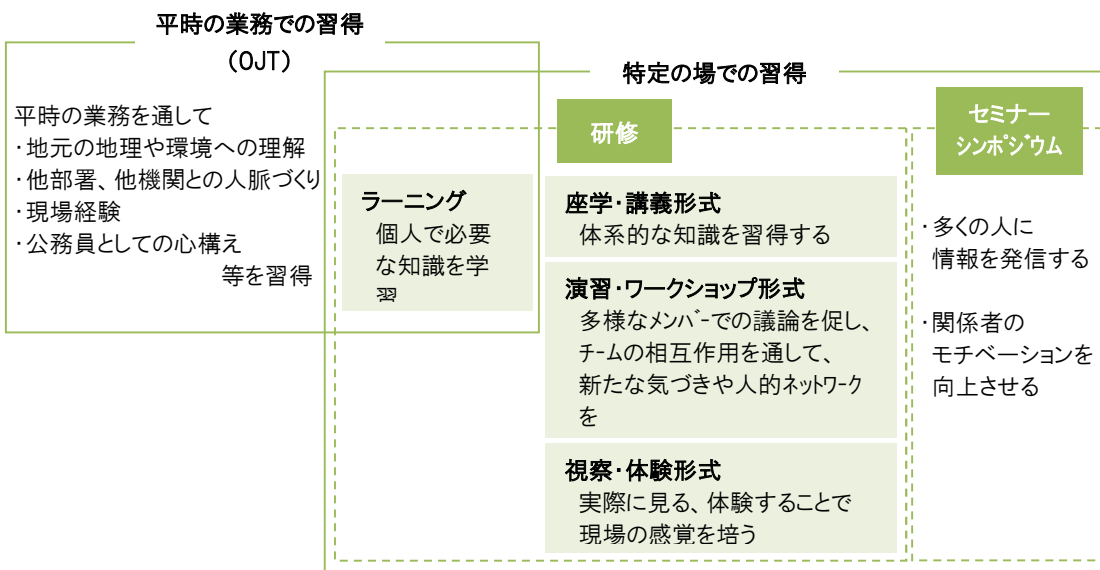 平時の業務での習得
（OJT）
平時の業務を通して
・地元の地理や環境への理解
・他部署、他機関との人脈づくり
・現場経験
・公務員としての心構え
等を習得
特定の場での習得
研修
ラーニング
個人で必要
な知識を学
習
座学・講義形式
体系的な知識を習得する
演習・ワークショップ形式
多様なメンバーでの議論を促し、
チームの相互作用を通して、
新たな気づきや人的ネットワーク
を
視察・体験形式
実際に見る、体験することで
現場の感覚を培う
セミナー
シンポジウム
・多くの人に
情報を発信する
・関係者の
モチベーションを
向上させる